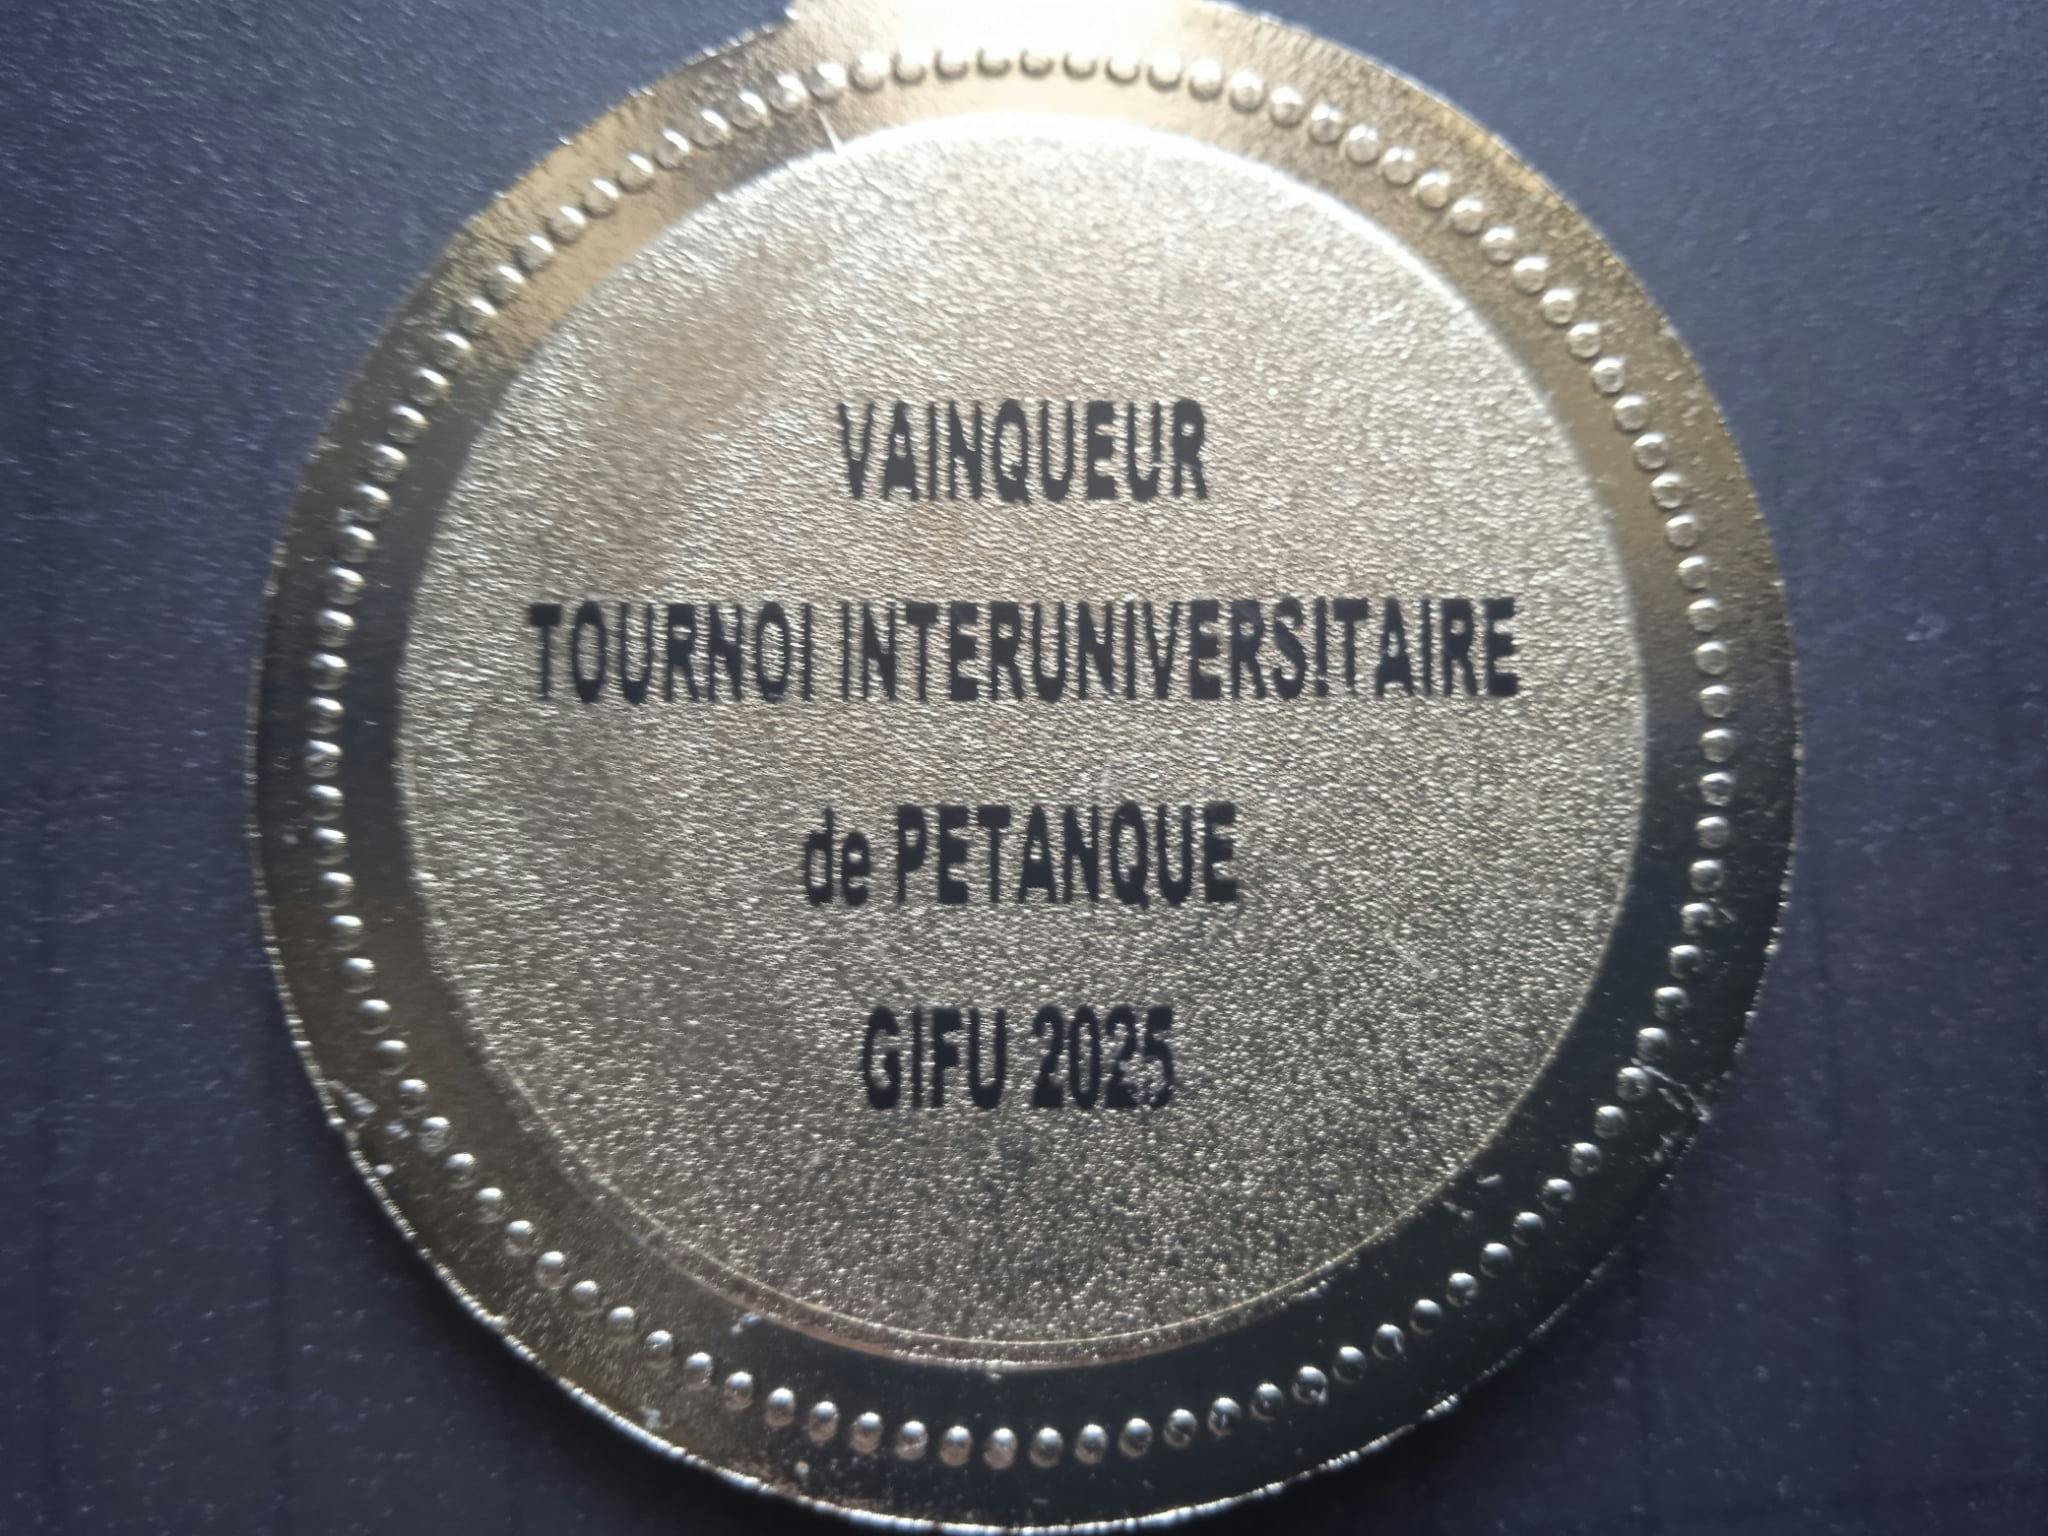 VAINQUEUR
TOURNOI INTERUNIVERSITAIRE
de PETANQUE
GIFU 2025